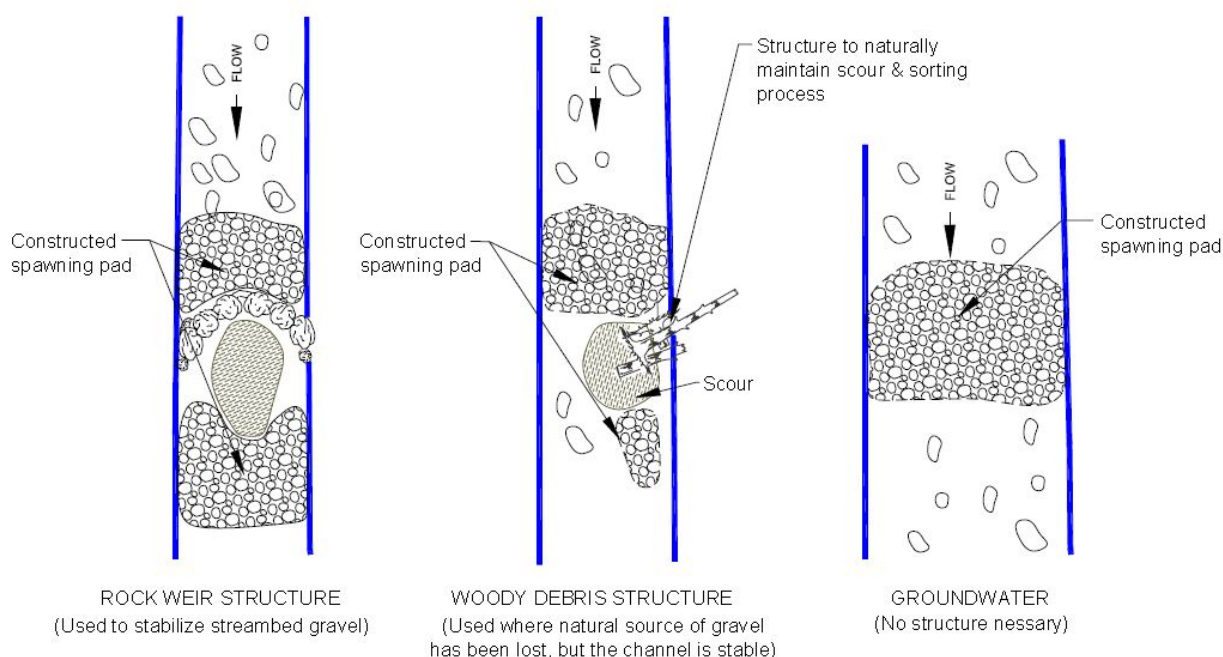 FLOW
Constructed
spawning pad
ROCK WEIR STRUCTURE
(Used to stabilize streambed gravel)
FLOW
Structure to naturally
maintain scour & sorting
process
Constructed
spawning pad
Scour
WOODY DEBRIS STRUCTURE
(Used where natural source of gravel
has been lost, but the channel is stable)
FLOW
Constructed
spawning pad
GROUNDWATER
(No structure nessary)